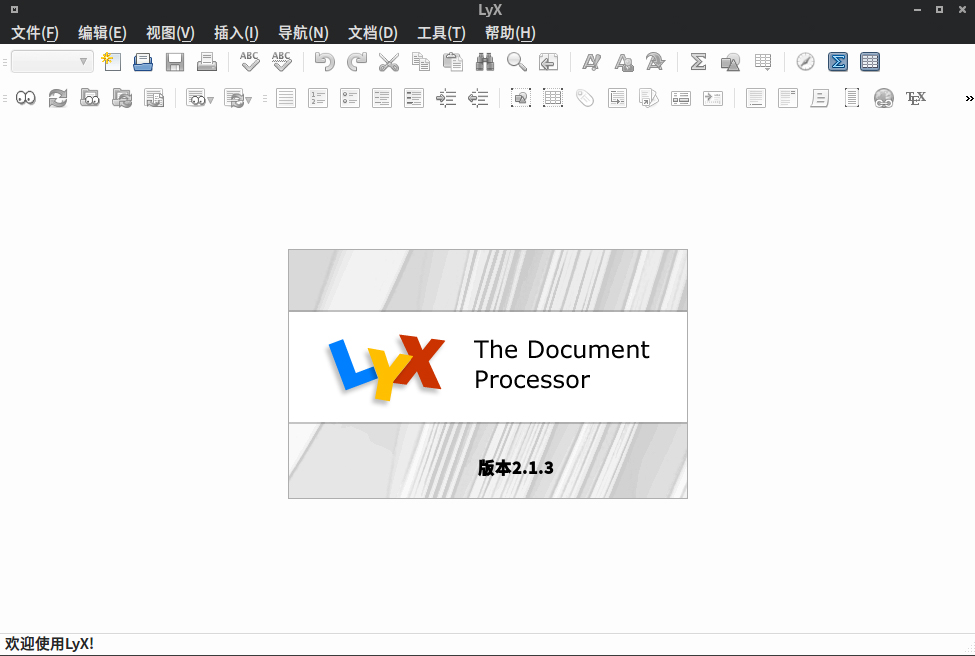 LyX
文件(F) 编辑(E) 视图(V) 插入(I) 导航(N) 文档(D) 工具(T) 帮助(H)
ABC ABC
TEX »
LyX
The Document
Processor
版本2.1.3
欢迎使用LyX!